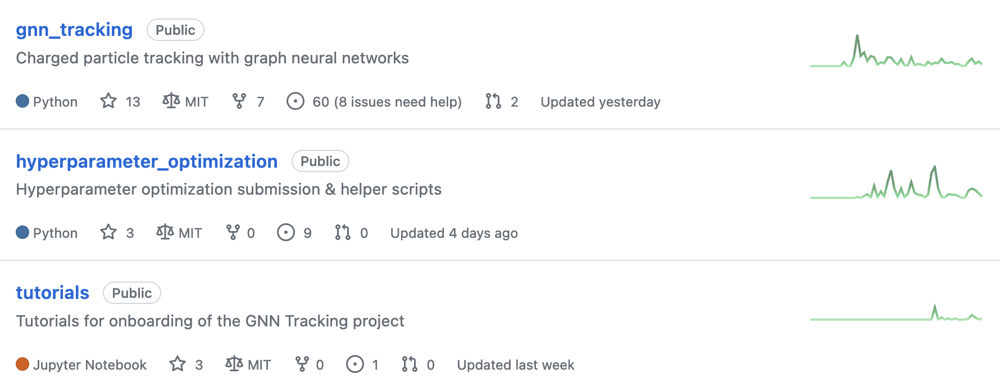 gnn_tracking Public
Charged particle tracking with graph neural networks
Python 13 MIT 7 60 (8 issues need help) 2 Updated yesterday
hyperparameter_optimization Public
Hyperparameter optimization submission & helper scripts
Python 3 MIT 0 9 0 Updated 4 days ago
tutorials Public
Tutorials for onboarding of the GNN Tracking project
Jupyter Notebook 3 MIT 0 1 0 Updated last week